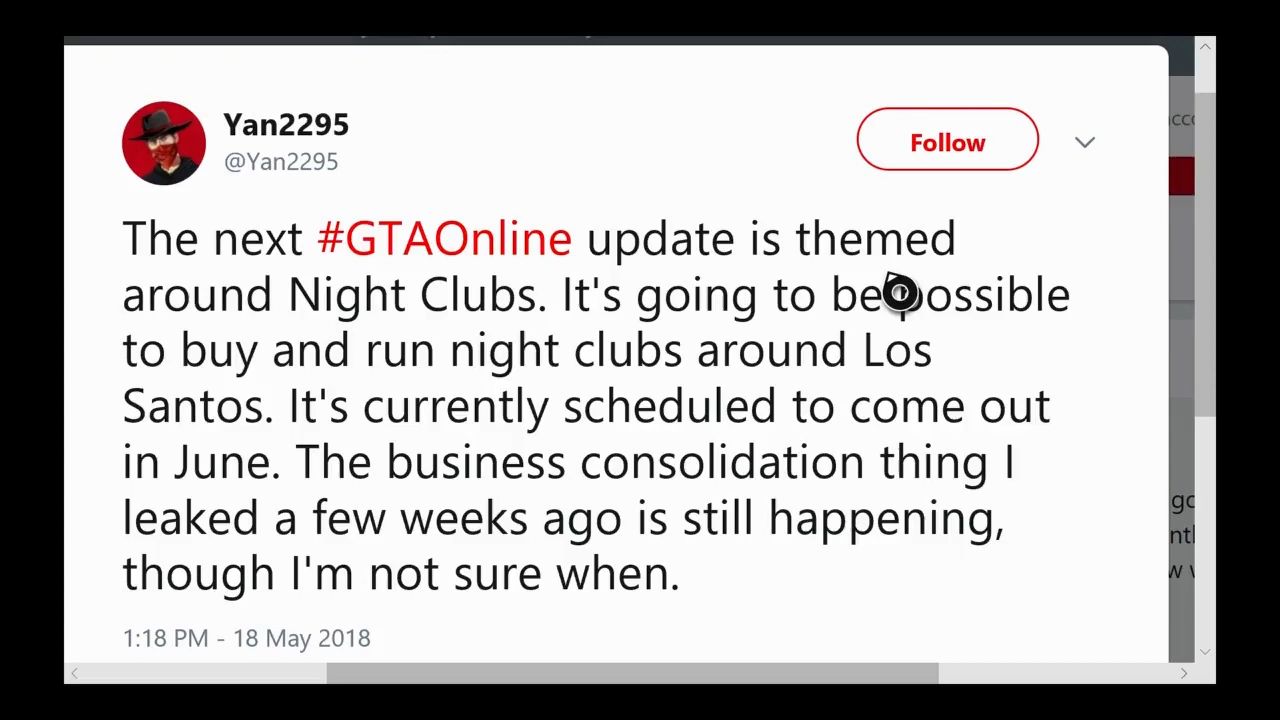 Yan2295
@Yan2295
Follow
The next #GTAOnline update is themed
around Night Clubs. It's going to be possible
to buy and run night clubs around Los
Santos. It's currently scheduled to come out
in June. The business consolidation thing I
leaked a few weeks ago is still happening,
though I'm not sure when.
1:18 PM - 18 May 2018